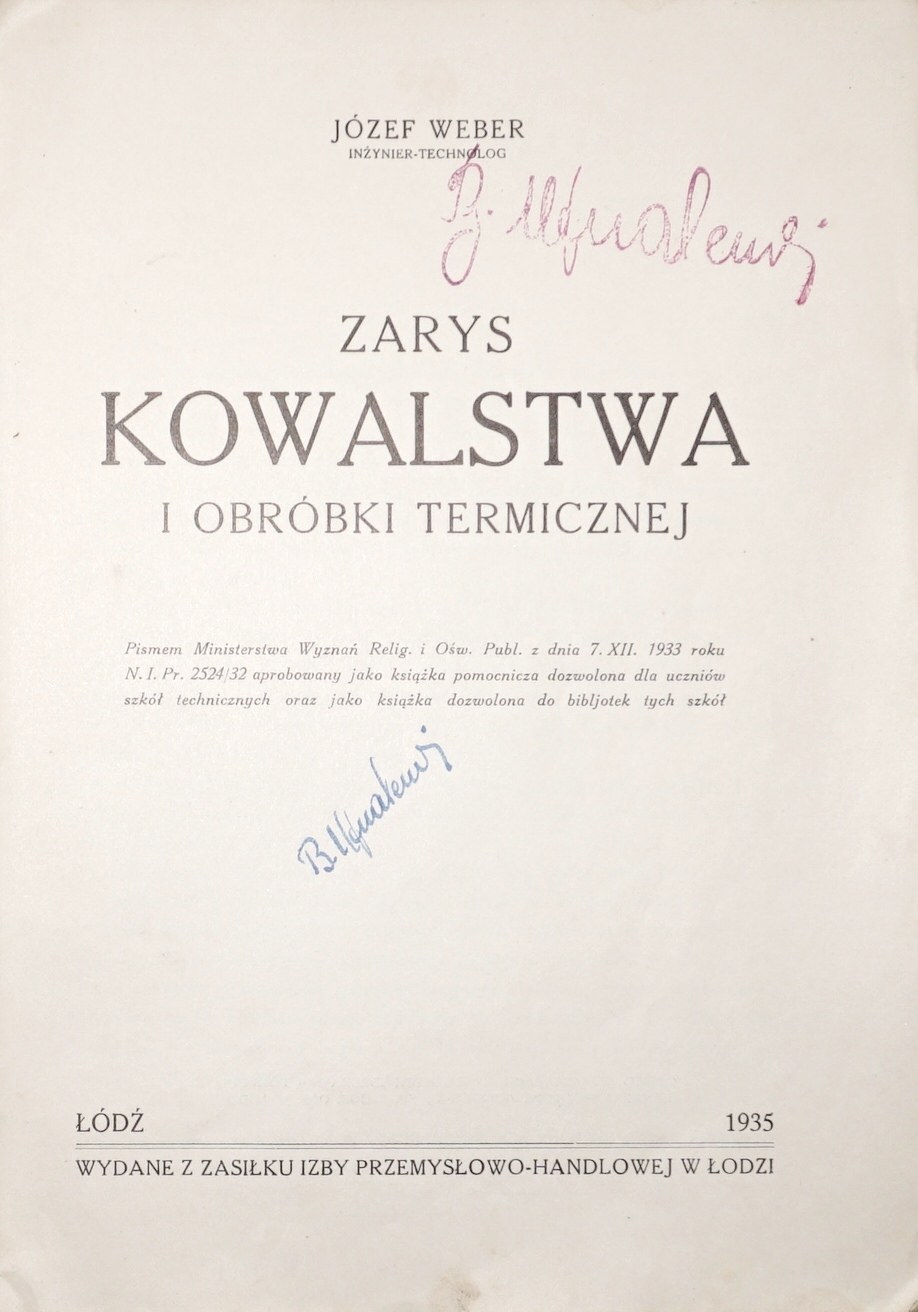 JÓZEF WEBER
INŻYNIER-TECHNOLOG
ZARYS
KOWALSTWA
I OBRÓBKI TERMICZNEJ
Pismem Ministerstwa Wyznań Relig. i Ośw. Publ. z dnia 7. XII. 1933 roku
N. I. Pr. 2524/32 aprobowany jako książka pomocnicza dozwolona dla uczniów
szkół technicznych oraz jako książka dozwolona do bibljotek tych szkół
ŁÓDŹ 1935
WYDANE Z ZASIŁKU IZBY PRZEMYSŁOWO-HANDLOWEJ W ŁODZI